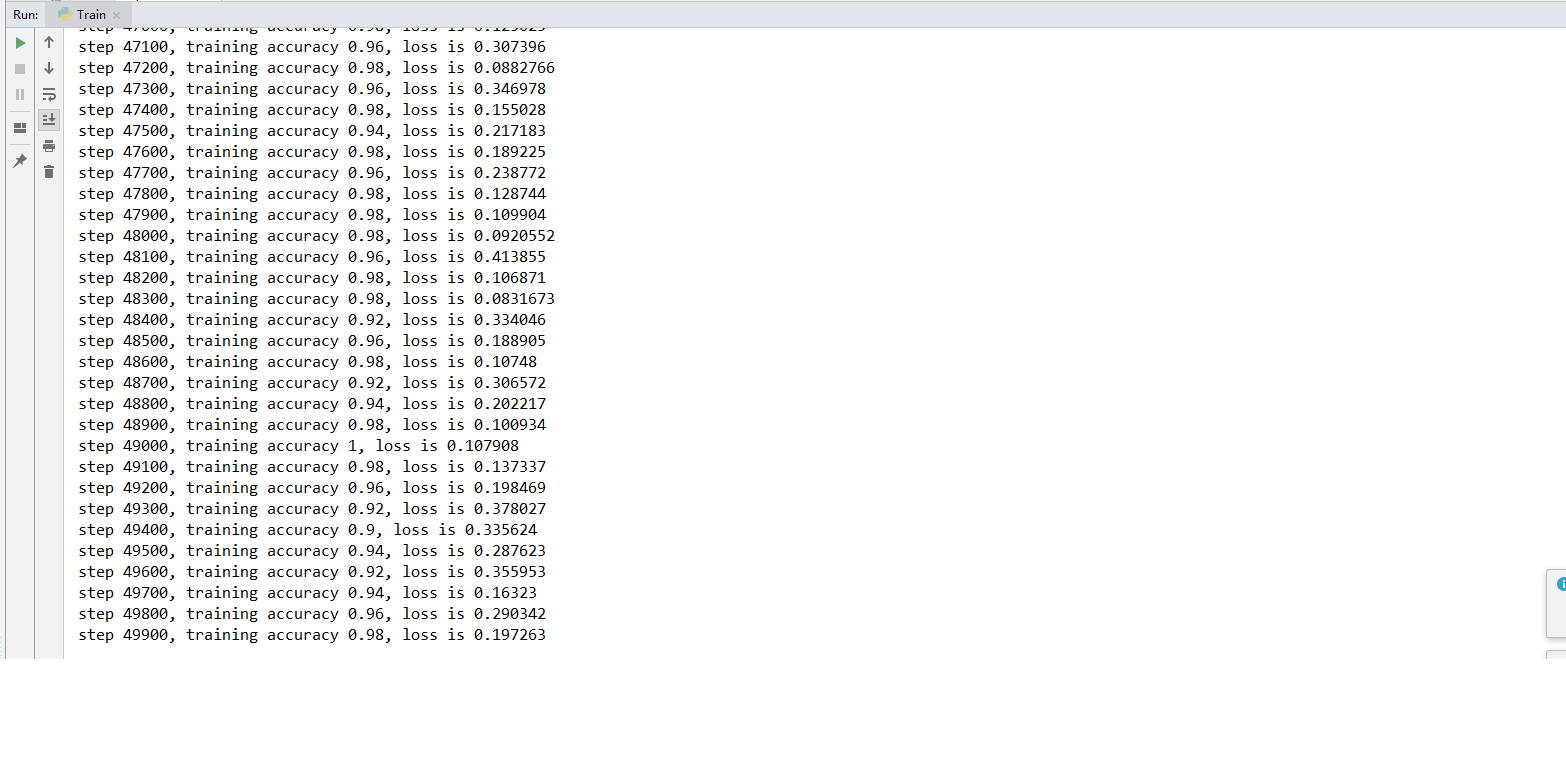 Run: Train
step 47000, training accuracy 0.98, loss is 0.129029
step 47100, training accuracy 0.96, loss is 0.307396
step 47200, training accuracy 0.98, loss is 0.0882766
step 47300, training accuracy 0.96, loss is 0.346978
step 47400, training accuracy 0.98, loss is 0.155028
step 47500, training accuracy 0.94, loss is 0.217183
step 47600, training accuracy 0.98, loss is 0.189225
step 47700, training accuracy 0.96, loss is 0.238772
step 47800, training accuracy 0.98, loss is 0.128744
step 47900, training accuracy 0.98, loss is 0.109904
step 48000, training accuracy 0.98, loss is 0.0920552
step 48100, training accuracy 0.96, loss is 0.413855
step 48200, training accuracy 0.98, loss is 0.106871
step 48300, training accuracy 0.98, loss is 0.0831673
step 48400, training accuracy 0.92, loss is 0.334046
step 48500, training accuracy 0.96, loss is 0.188905
step 48600, training accuracy 0.98, loss is 0.10748
step 48700, training accuracy 0.92, loss is 0.306572
step 48800, training accuracy 0.94, loss is 0.202217
step 48900, training accuracy 0.98, loss is 0.100934
step 49000, training accuracy 1, loss is 0.107908
step 49100, training accuracy 0.98, loss is 0.137337
step 49200, training accuracy 0.96, loss is 0.198469
step 49300, training accuracy 0.92, loss is 0.378027
step 49400, training accuracy 0.9, loss is 0.335624
step 49500, training accuracy 0.94, loss is 0.287623
step 49600, training accuracy 0.92, loss is 0.355953
step 49700, training accuracy 0.94, loss is 0.16323
step 49800, training accuracy 0.96, loss is 0.290342
step 49900, training accuracy 0.98, loss is 0.197263